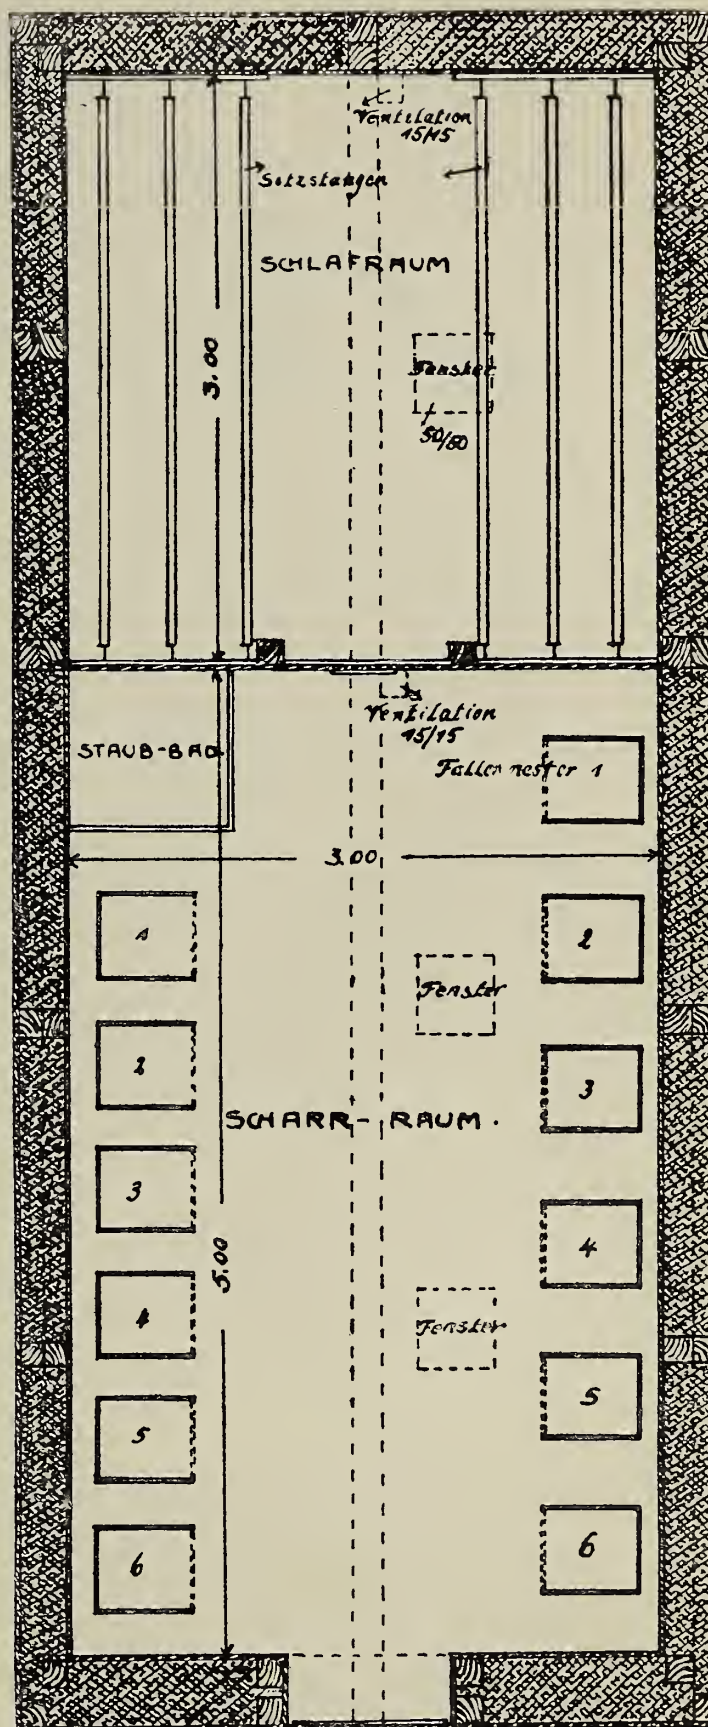 Ventilation
15/15
Sitzstangen
SCHLAFRAUM
3.00
Fenster
50/50
Ventilation
15/15
STAUB-BAD
Fallennester 1
3.00
1
2
Fenster
2
3
SCHARR-RAUM.
3
4
5.00
4
Fenster
5
5
6
6